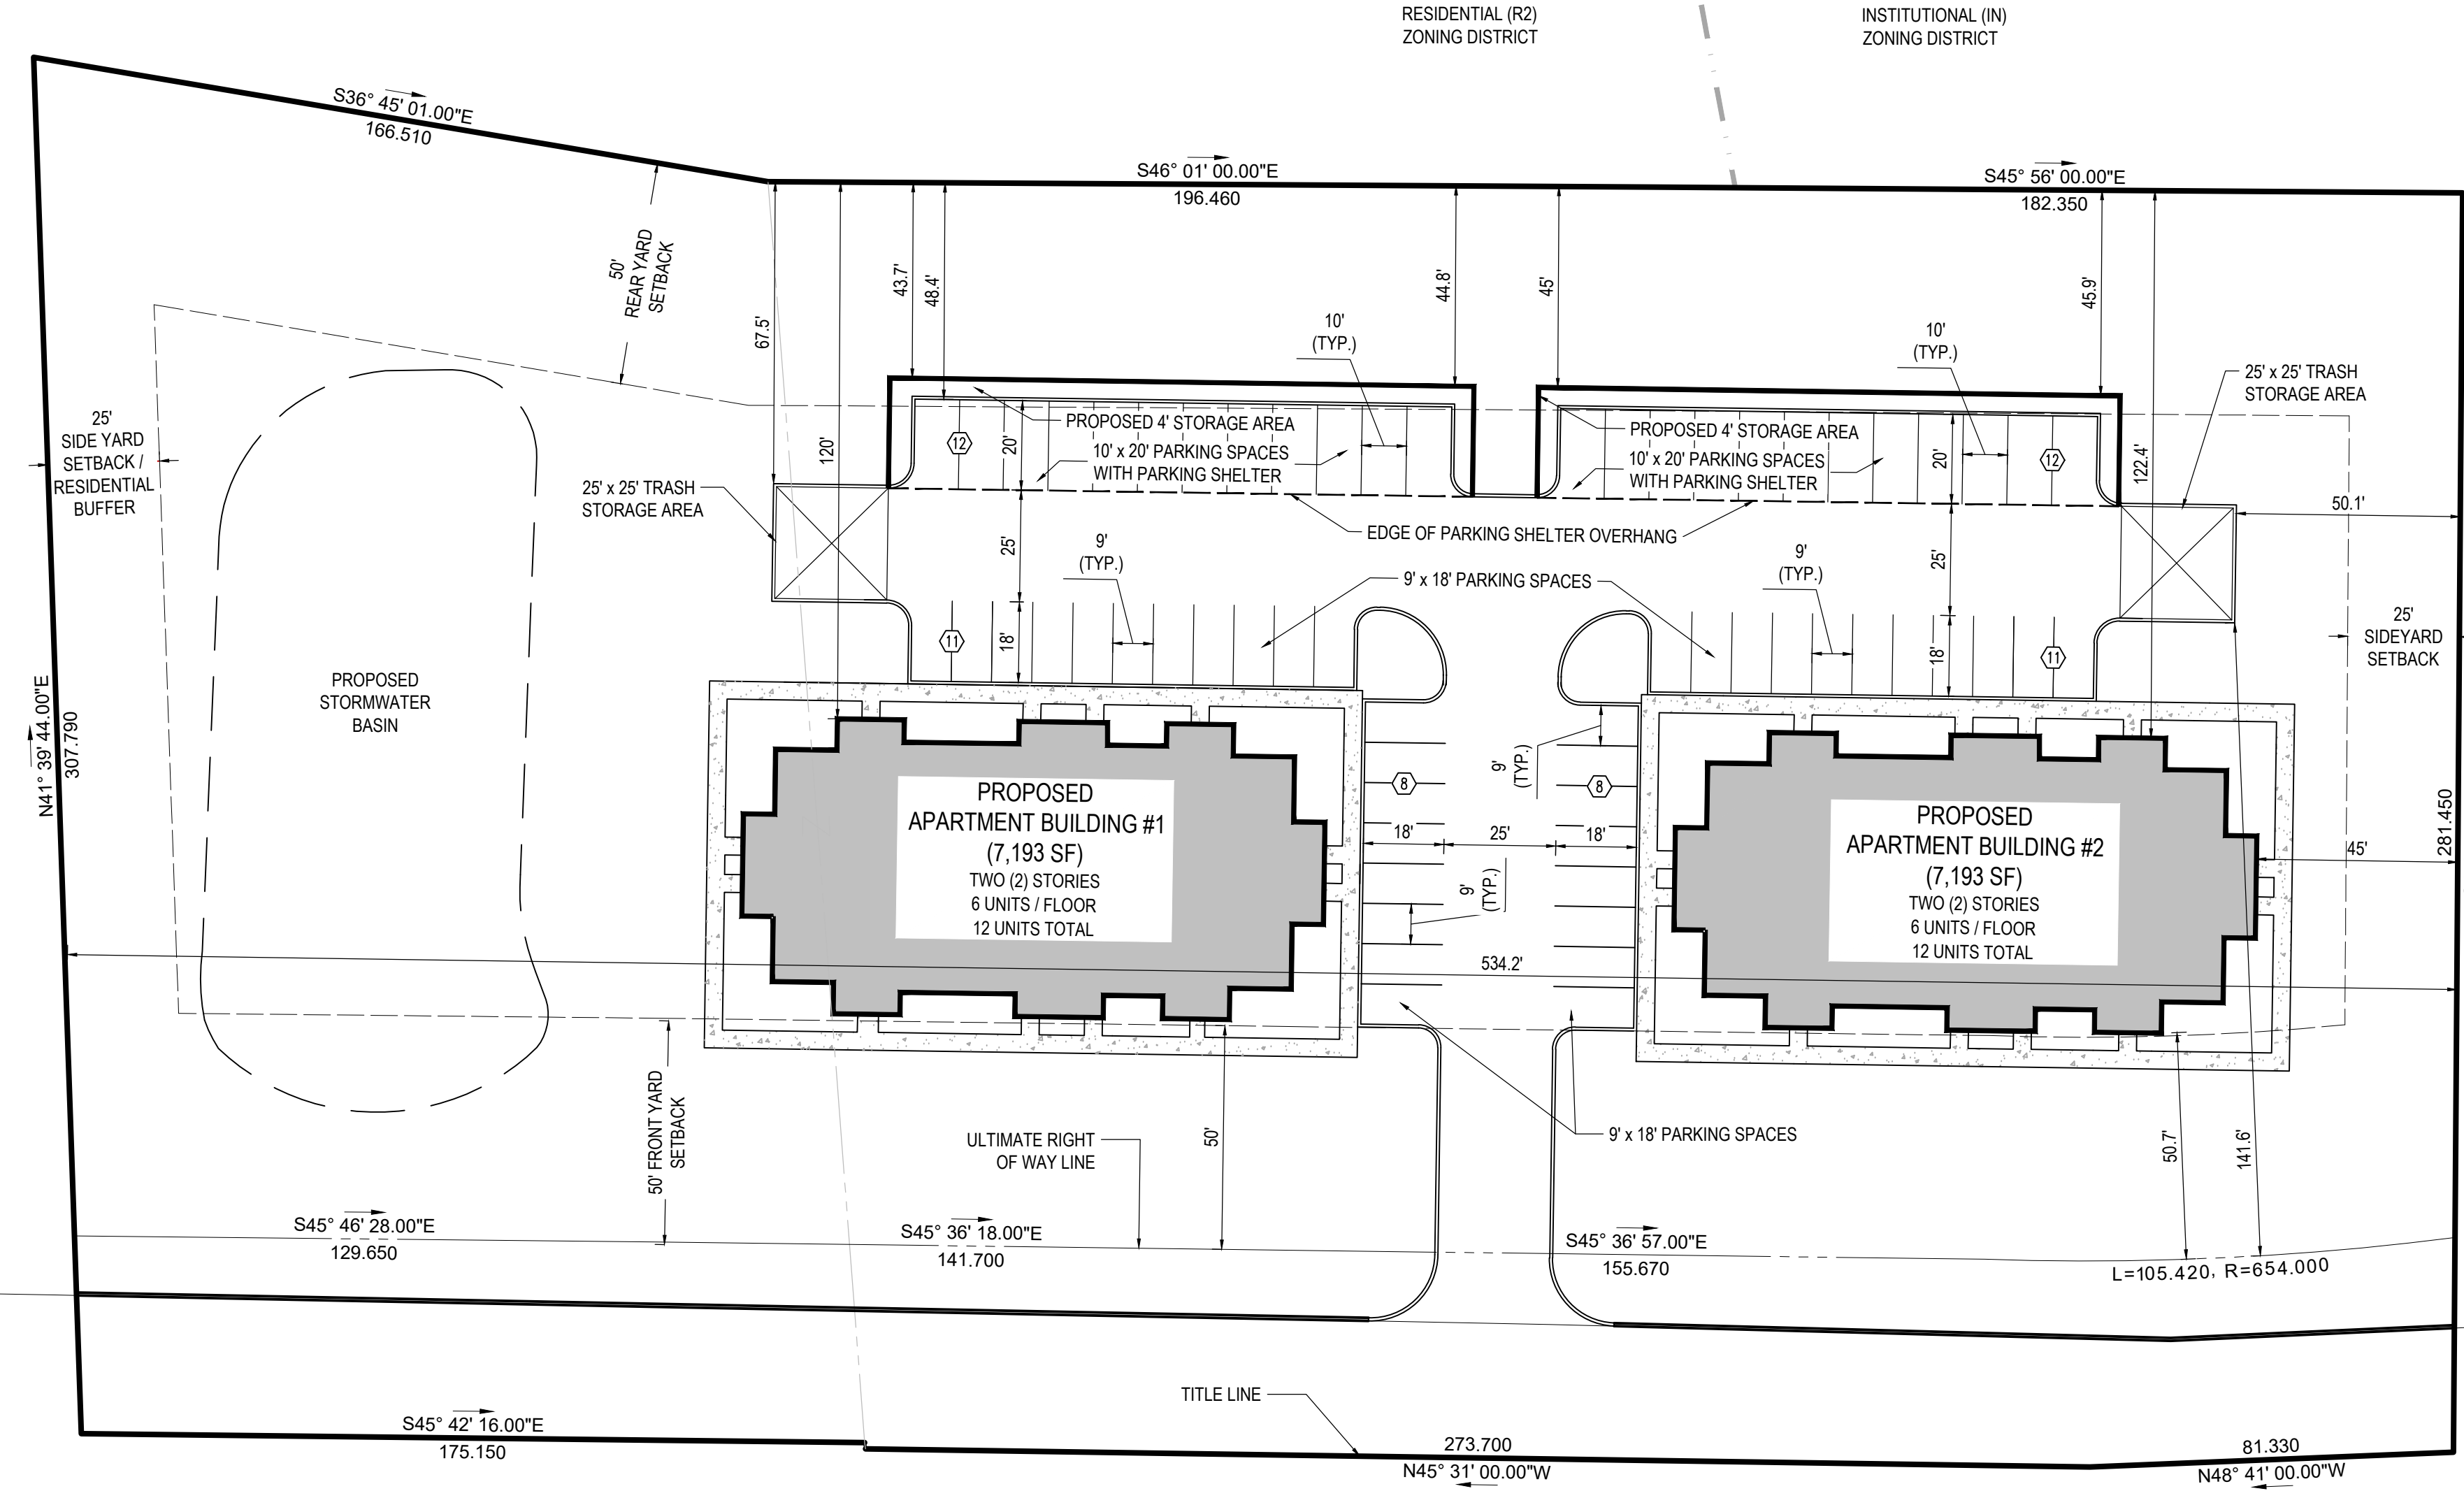 RESIDENTIAL (R2)
ZONING DISTRICT
INSTITUTIONAL (IN)
ZONING DISTRICT
S36° 45' 01.00"E
166.510
S46° 01' 00.00"E
196.460
S45° 56' 00.00"E
182.350
50'
REAR YARD
SETBACK
67.5'
120'
43.7'
48.4'
44.8'
45'
45.9'
122.4'
10'
(TYP.)
10'
(TYP.)
25' x 25' TRASH
STORAGE AREA
25'
SIDE YARD
SETBACK /
RESIDENTIAL
BUFFER
12
20'
PROPOSED 4' STORAGE AREA
10' x 20' PARKING SPACES
WITH PARKING SHELTER
PROPOSED 4' STORAGE AREA
10' x 20' PARKING SPACES
WITH PARKING SHELTER
20'
12
25' x 25' TRASH
STORAGE AREA
50.1'
EDGE OF PARKING SHELTER OVERHANG
25'
9'
(TYP.)
9' x 18' PARKING SPACES
9'
(TYP.)
25'
11
18'
18'
11
25'
SIDEYARD
SETBACK
PROPOSED
STORMWATER
BASIN
N41° 39' 44.00"E
307.790
PROPOSED
APARTMENT BUILDING #1
(7,193 SF)
TWO (2) STORIES
6 UNITS / FLOOR
12 UNITS TOTAL
9'
(TYP.)
8
8
18'
25'
18'
9'
(TYP.)
PROPOSED
APARTMENT BUILDING #2
(7,193 SF)
TWO (2) STORIES
6 UNITS / FLOOR
12 UNITS TOTAL
45'
281.450
534.2'
50' FRONT YARD
SETBACK
ULTIMATE RIGHT
OF WAY LINE
50'
9' x 18' PARKING SPACES
50.7'
141.6'
S45° 46' 28.00"E
129.650
S45° 36' 18.00"E
141.700
S45° 36' 57.00"E
155.670
L=105.420, R=654.000
TITLE LINE
S45° 42' 16.00"E
175.150
273.700
N45° 31' 00.00"W
81.330
N48° 41' 00.00"W